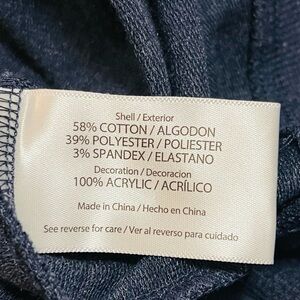 Shell / Exterior
58% COTTON / ALGODON
39% POLYESTER / POLIESTER
3% SPANDEX / ELASTANO
Decoration / Decoracion
100% ACRYLIC / ACRÍLICO
Made in China / Hecho en China
See reverse for care / Ver al reverso para cuidado